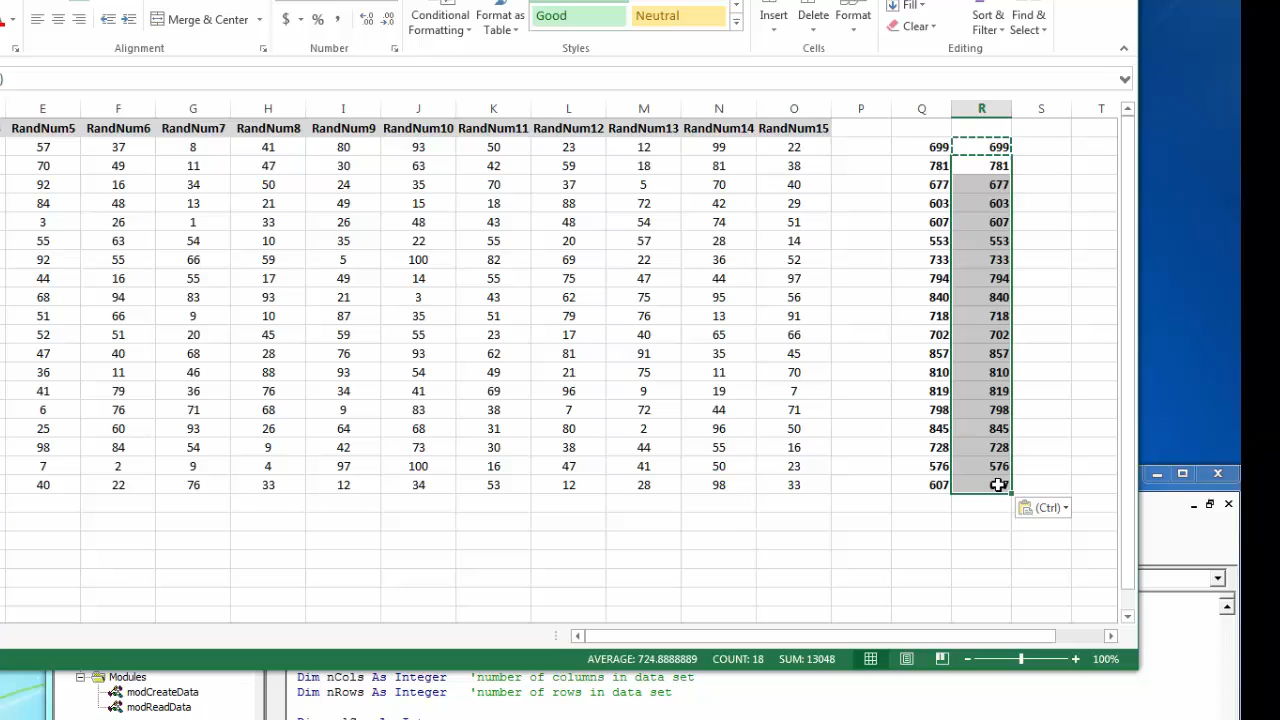 Merge & Center $ % , Conditional Formatting Format as Table Good Neutral Insert Delete Format Fill Clear Sort & Filter Find & Select
Alignment Number Styles Cells Editing
)
E F G H I J K L M N O P Q R S T
RandNum5 RandNum6 RandNum7 RandNum8 RandNum9 RandNum10 RandNum11 RandNum12 RandNum13 RandNum14 RandNum15
57 37 8 41 80 93 50 23 12 99 22 699 699
70 49 11 47 30 63 42 59 18 81 38 781 781
92 16 34 50 24 35 70 37 5 70 40 677 677
84 48 13 21 49 15 18 88 72 42 29 603 603
3 26 1 33 26 48 43 48 54 74 51 607 607
55 63 54 10 35 22 55 20 57 28 14 553 553
92 55 66 59 5 100 82 69 22 36 52 733 733
44 16 55 17 49 14 55 75 47 44 97 794 794
68 94 83 93 21 3 43 62 75 95 56 840 840
51 66 9 10 87 35 51 79 76 13 91 718 718
52 51 20 45 59 55 23 17 40 65 66 702 702
47 40 68 28 76 93 62 81 91 35 45 857 857
36 11 46 88 93 54 49 21 75 11 70 810 810
41 79 36 76 34 41 69 96 9 19 7 819 819
6 76 71 68 9 83 38 7 72 44 71 798 798
25 60 93 26 64 68 31 80 2 96 50 845 845
98 84 54 9 42 73 30 38 44 55 16 728 728
7 2 9 4 97 100 16 47 41 50 23 576 576
40 22 76 33 12 34 53 12 28 98 33 607
(Ctrl)
AVERAGE: 724.8888889 COUNT: 18 SUM: 13048 100%
Modules
modCreateData
modReadData
Dim nCols As Integer 'number of columns in data set
Dim nRows As Integer 'number of rows in data set